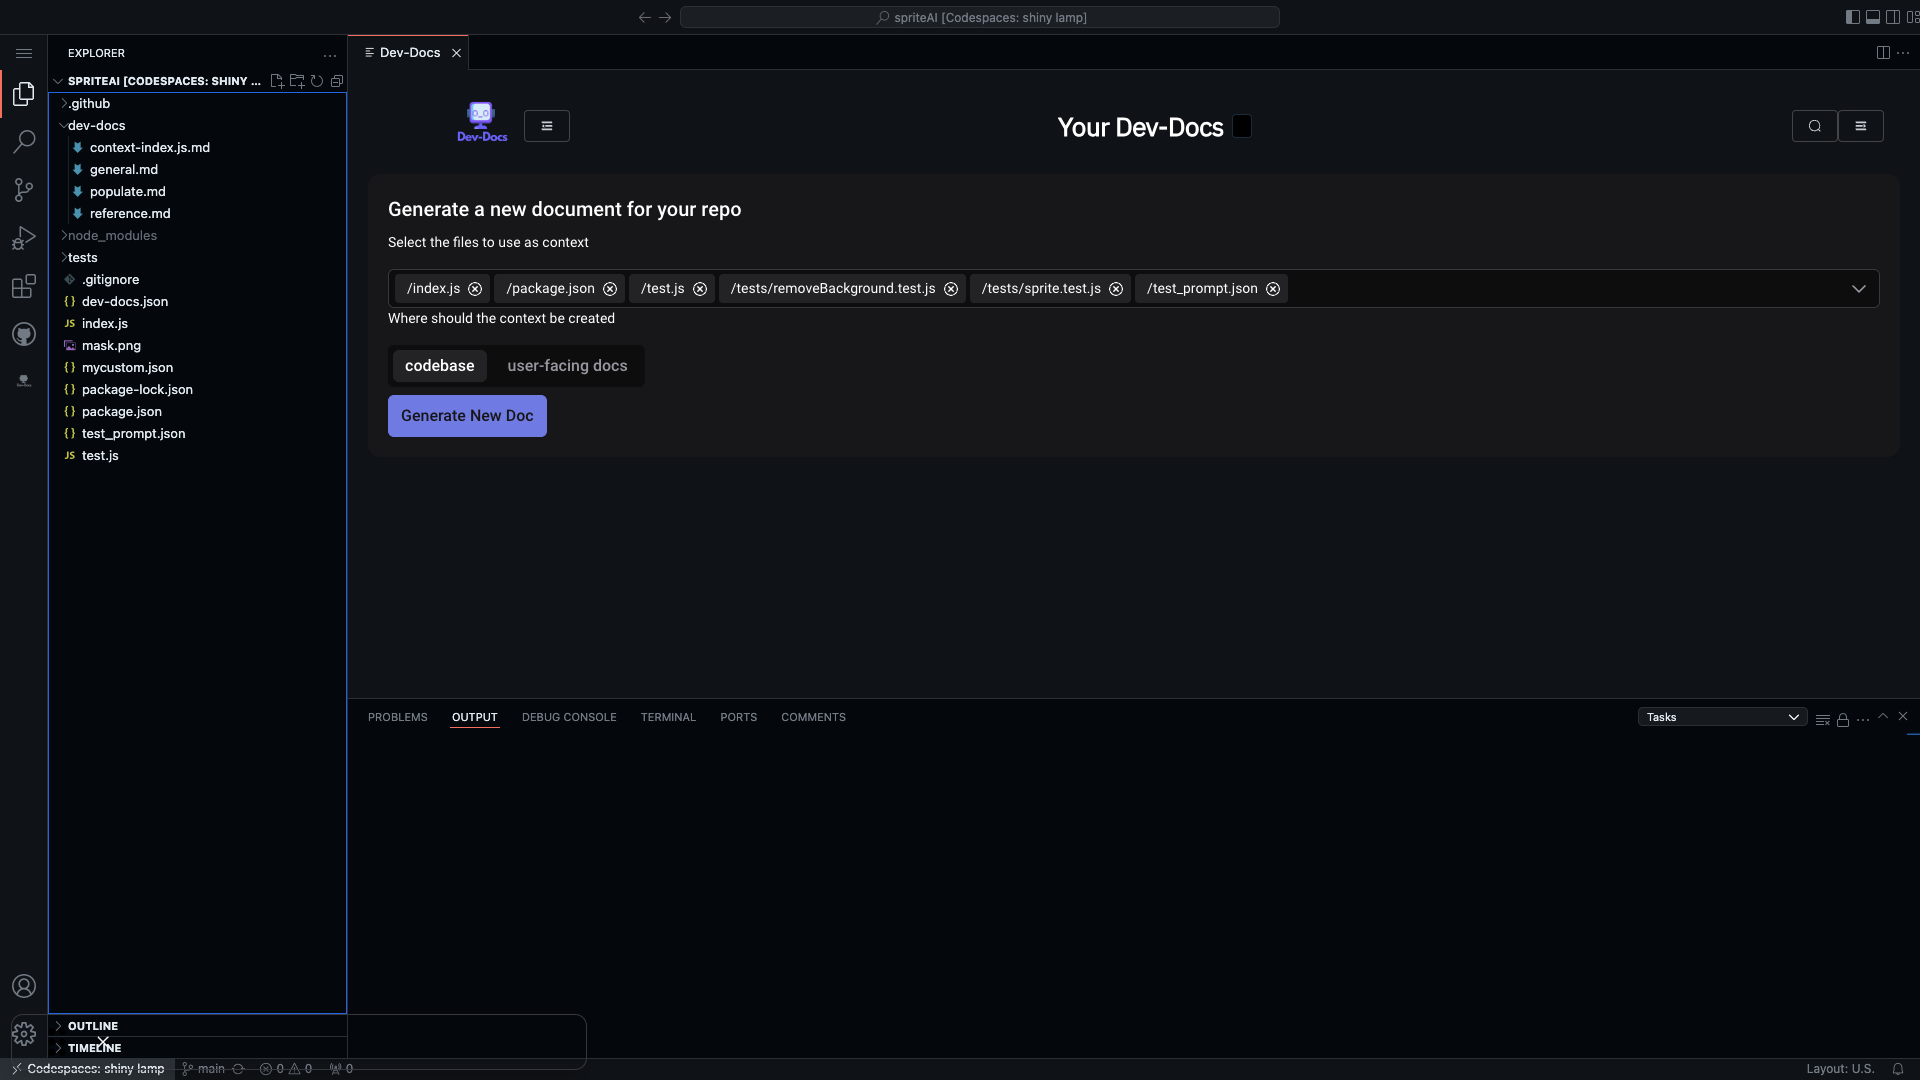 spriteAI [Codespaces: shiny lamp]
EXPLORER
SPRITEAI [CODESPACES: SHINY ...
.github
dev-docs
context-index.js.md
general.md
populate.md
reference.md
node_modules
tests
.gitignore
{} dev-docs.json
JS index.js
mask.png
{} mycustom.json
{} package-lock.json
{} package.json
{} test_prompt.json
JS test.js
OUTLINE
TIMELINE
Dev-Docs
Dev-Docs
Your Dev-Docs
Generate a new document for your repo
Select the files to use as context
/index.js /package.json /test.js /tests/removeBackground.test.js /tests/sprite.test.js /test_prompt.json
Where should the context be created
codebase user-facing docs
Generate New Doc
PROBLEMS OUTPUT DEBUG CONSOLE TERMINAL PORTS COMMENTS
Tasks
Codespaces: shiny lamp main 0 0 0
Layout: U.S.